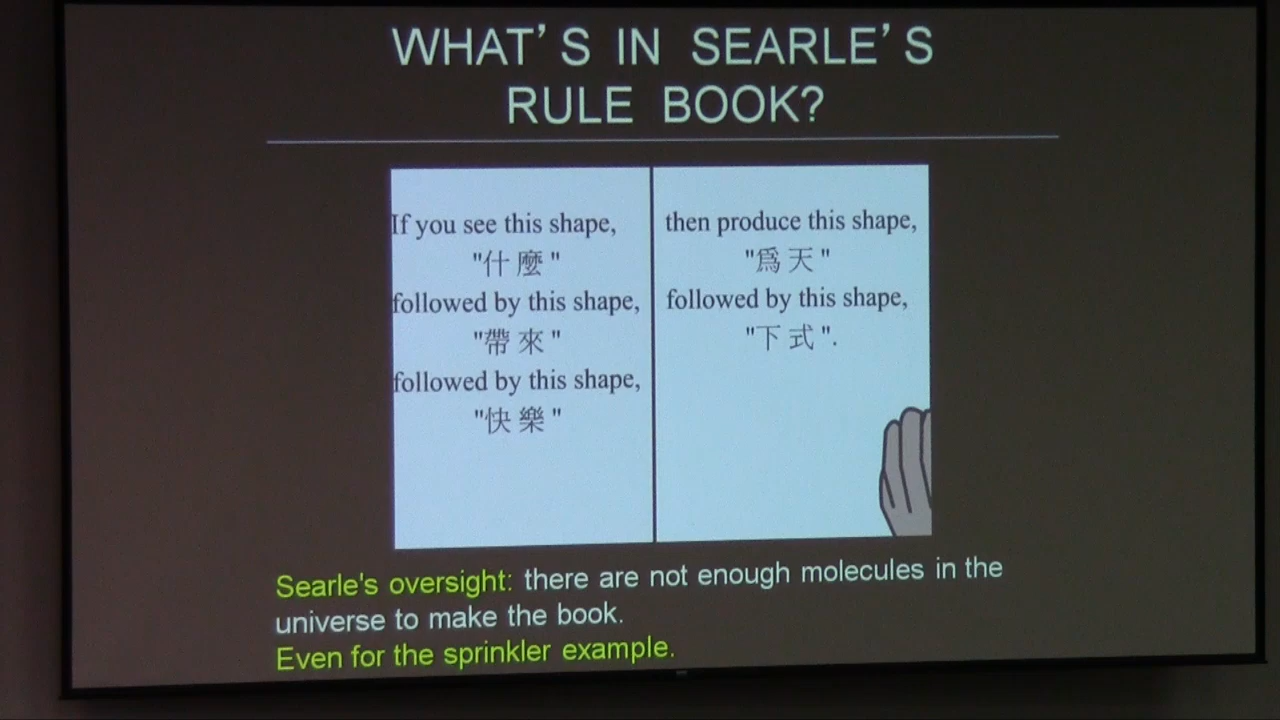 WHAT'S IN SEARLE'S
RULE BOOK?
If you see this shape,
"什麼"
followed by this shape,
"帶來"
followed by this shape,
"快樂"
then produce this shape,
"爲天"
followed by this shape,
"下式".
Searle's oversight: there are not enough molecules in the
universe to make the book.
Even for the sprinkler example.